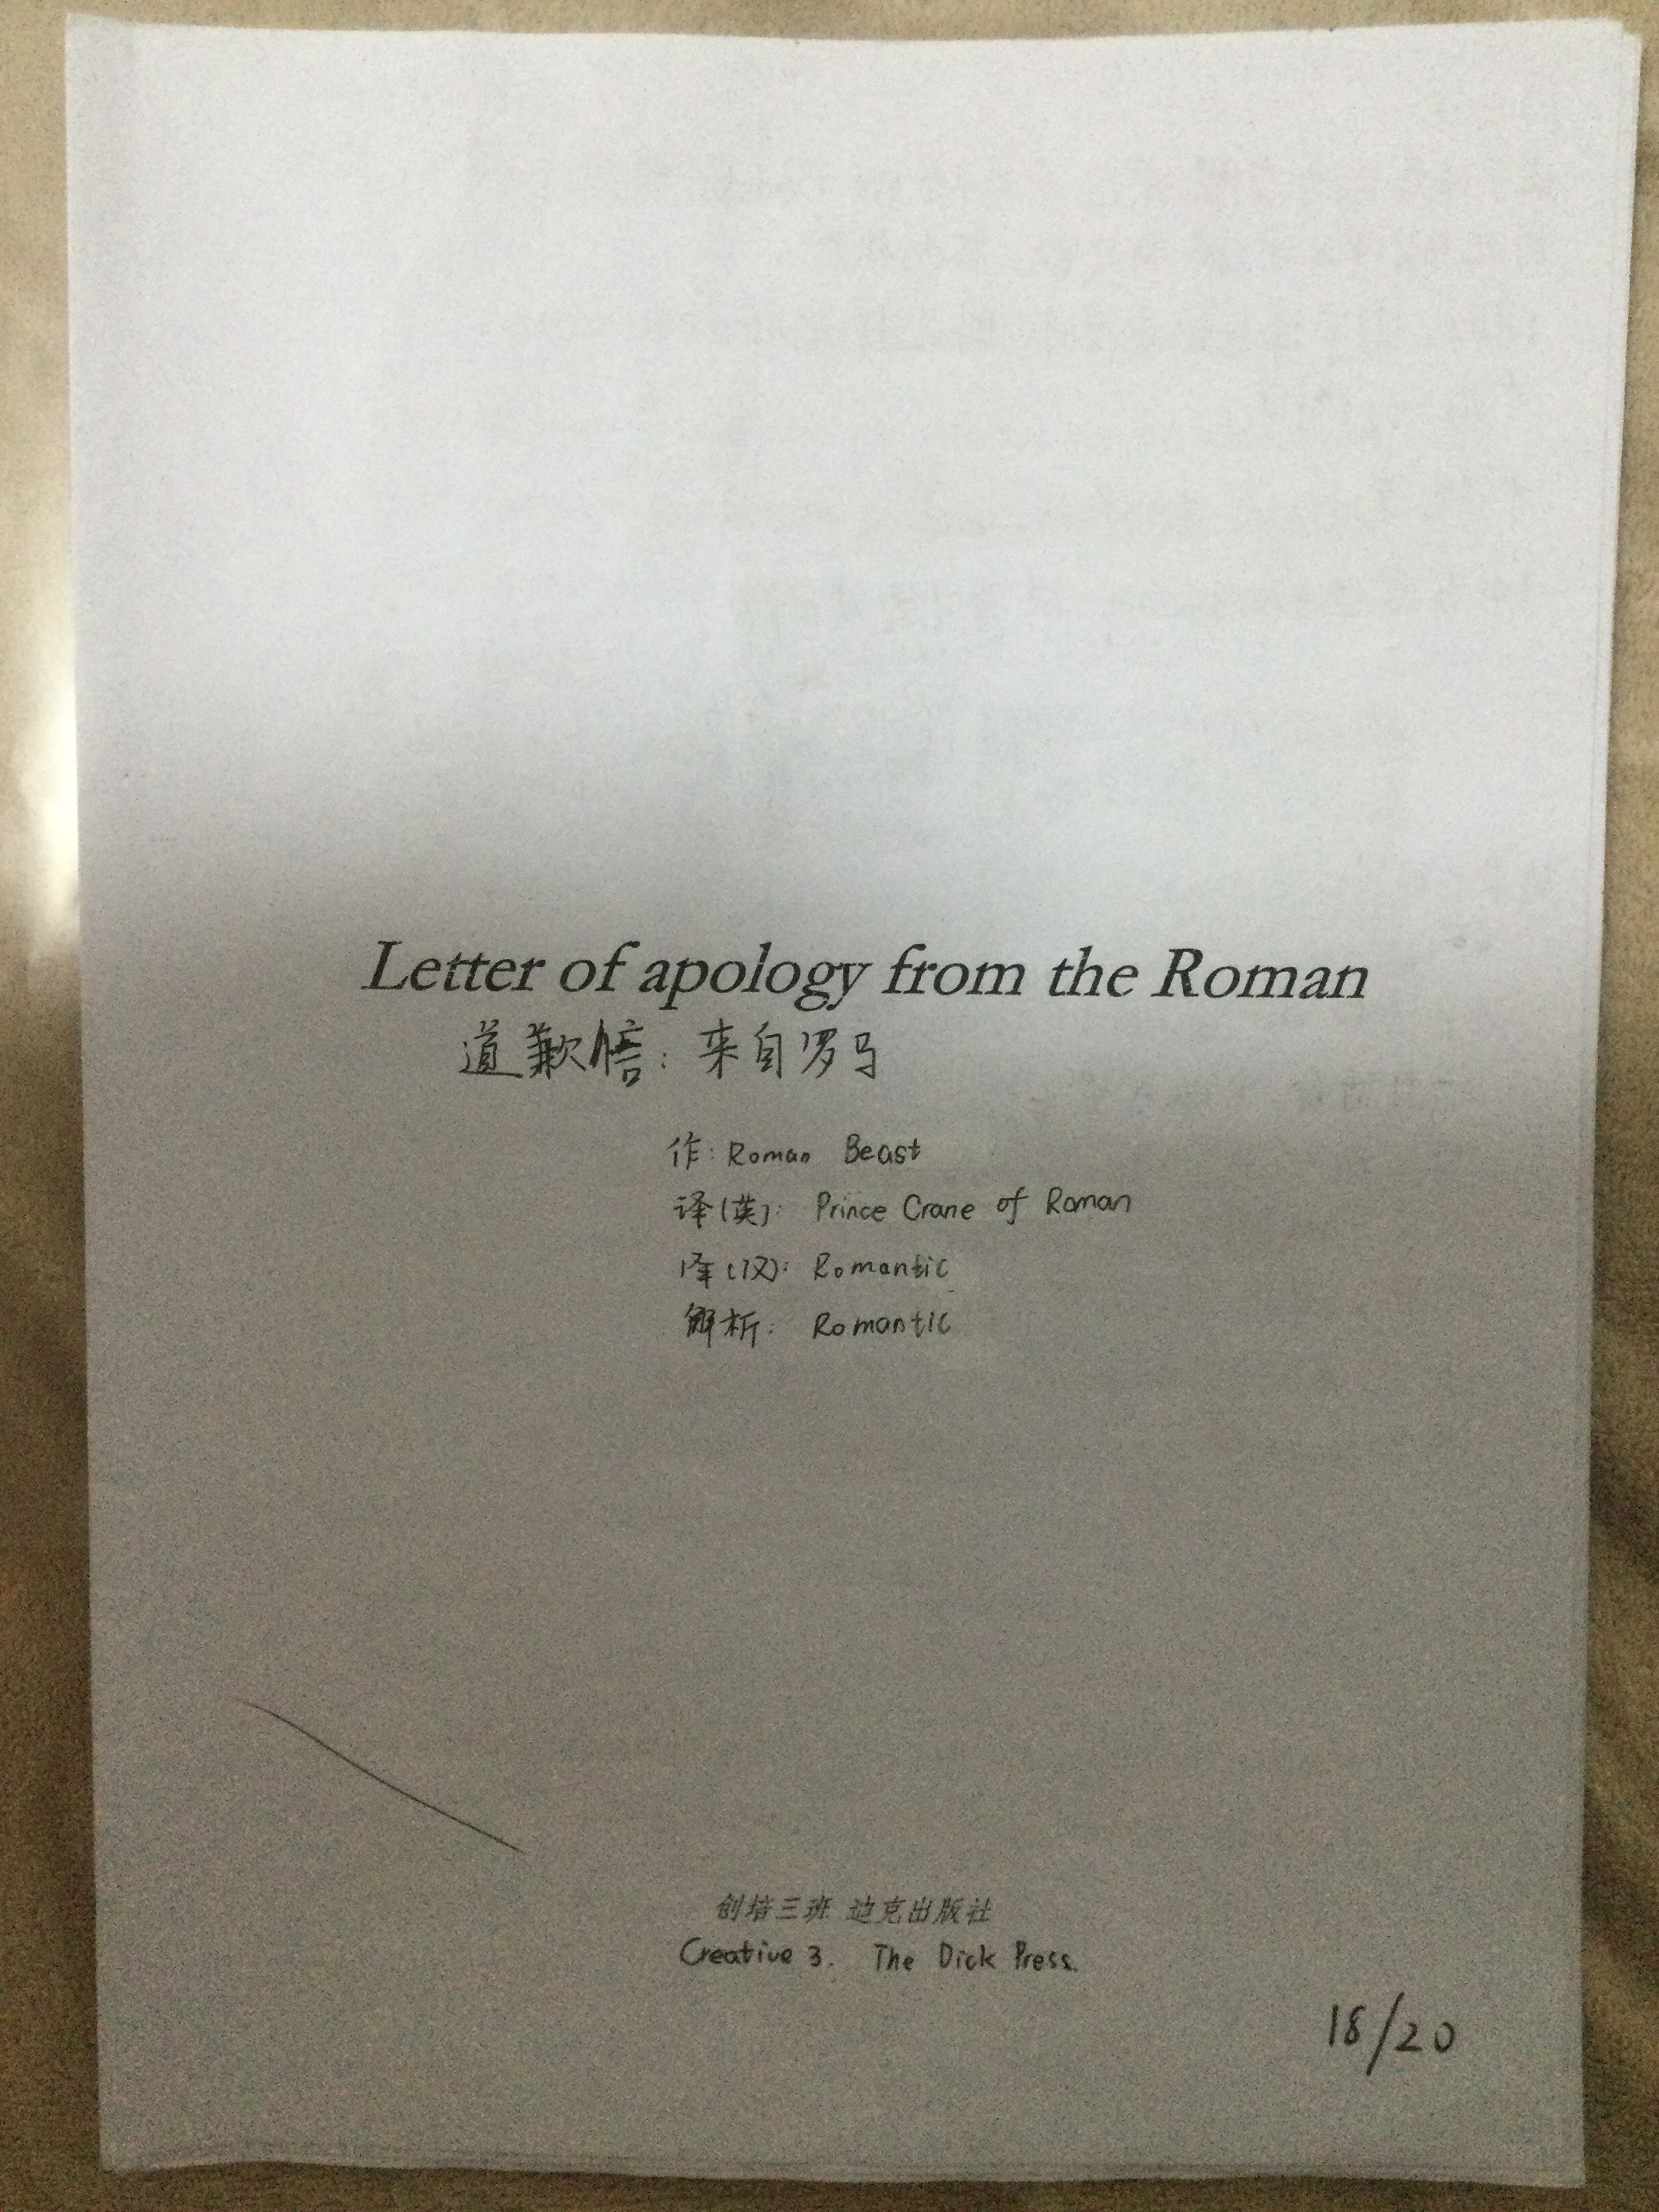 Letter of apology from the Roman
道歉信：来自罗马
作：Roman Beast
译(英)：Prince Crane of Roman
译(汉)：Romantic
解析：Romantic
创培三班 迪克出版社
Creative 3. The Dick Press.
18/20